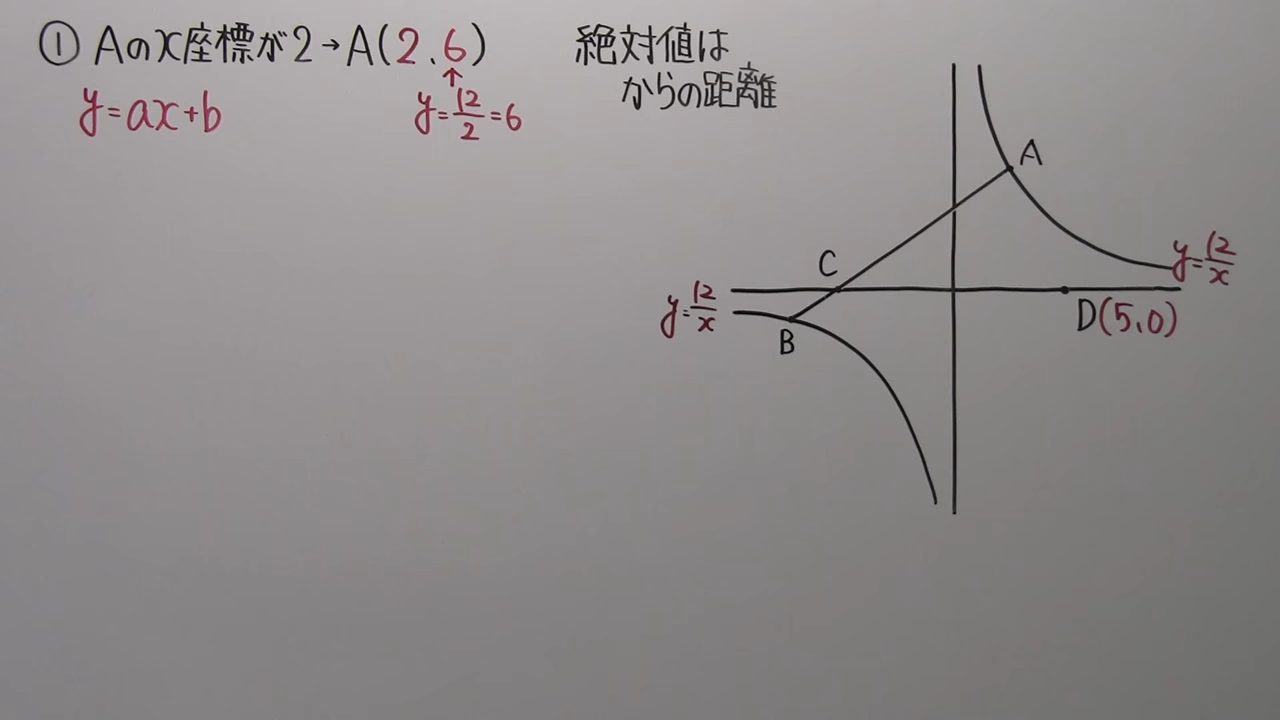 ① Aのx座標が2→A(2,6)
y=ax+b
↑
y=12/2=6
絶対値は
からの距離
A
y=12/x
C
y=12/x
D(5,0)
B